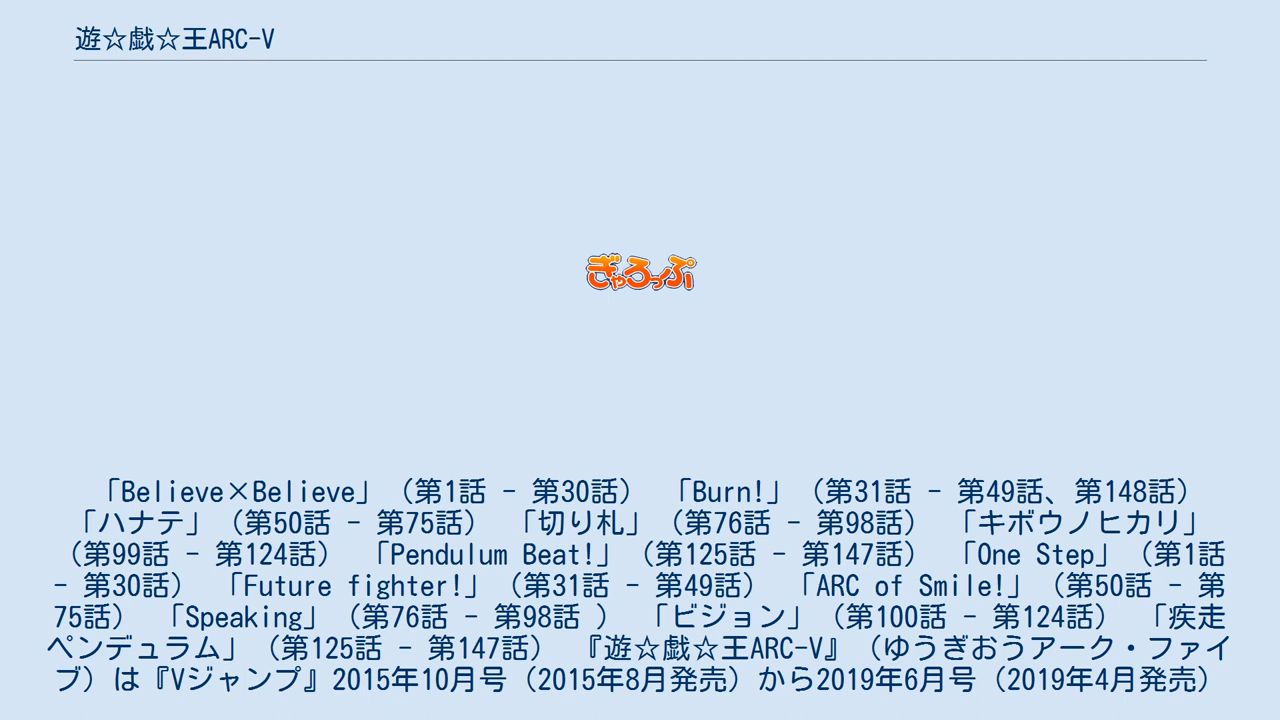 遊☆戯☆王ARC-V
ぎゃろっぷ
「Believe×Believe」（第1話 - 第30話）　「Burn!」（第31話 - 第49話、第148話）
「ハナテ」（第50話 - 第75話）　「切り札」（第76話 - 第98話）　「キボウノヒカリ」
（第99話 - 第124話）　「Pendulum Beat!」（第125話 - 第147話）　「One Step」（第1話
- 第30話）　「Future fighter!」（第31話 - 第49話）　「ARC of Smile!」（第50話 - 第
75話）　「Speaking」（第76話 - 第98話 ）　「ビジョン」（第100話 - 第124話）　「疾走
ペンデュラム」（第125話 - 第147話）　『遊☆戯☆王ARC-V』（ゆうぎおうアーク・ファイ
ブ）は『Vジャンプ』2015年10月号（2015年8月発売）から2019年6月号（2019年4月発売）